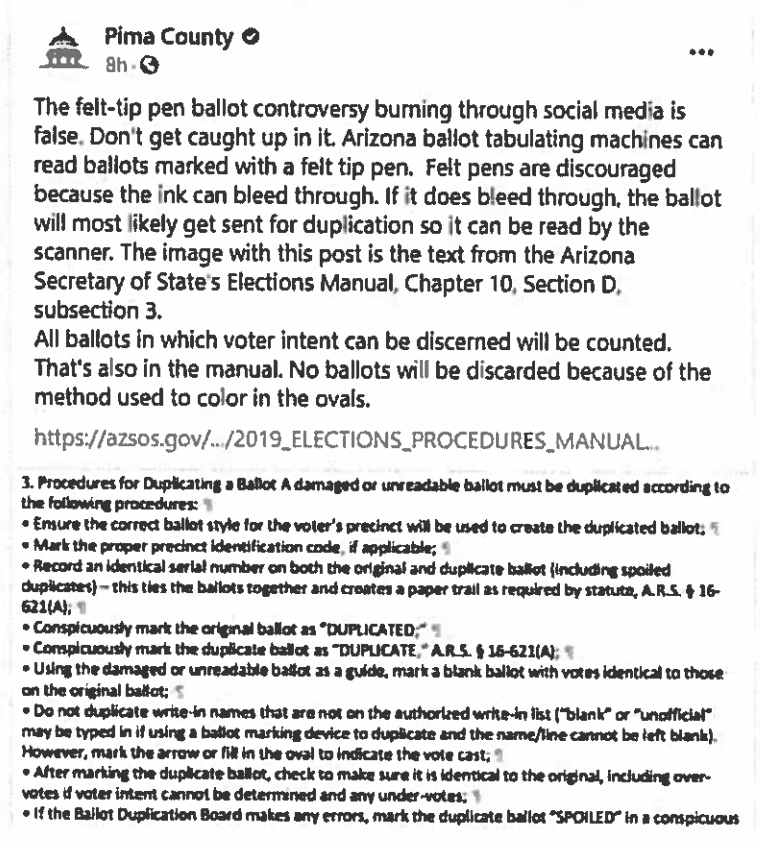 Pima County
8h ·
The felt-tip pen ballot controversy burning through social media is
false. Don't get caught up in it. Arizona ballot tabulating machines can
read ballots marked with a felt tip pen. Felt pens are discouraged
because the ink can bleed through. If it does bleed through, the ballot
will most likely get sent for duplication so it can be read by the
scanner. The image with this post is the text from the Arizona
Secretary of State's Elections Manual, Chapter 10, Section D,
subsection 3.
All ballots in which voter intent can be discerned will be counted.
That's also in the manual. No ballots will be discarded because of the
method used to color in the ovals.
https://azsos.gov/.../2019_ELECTIONS_PROCEDURES_MANUAL...
3. Procedures for Duplicating a Ballot A damaged or unreadable ballot must be duplicated according to
the following procedures: ¶
• Ensure the correct ballot style for the voter's precinct will be used to create the duplicated ballot; ¶
• Mark the proper precinct identification code, if applicable; ¶
• Record an identical serial number on both the original and duplicate ballot (including spoiled
duplicates) – this ties the ballots together and creates a paper trail as required by statute, A.R.S. § 16-
621(A); ¶
• Conspicuously mark the original ballot as "DUPLICATED;" ¶
• Conspicuously mark the duplicate ballot as "DUPLICATE," A.R.S. § 16-621(A); ¶
• Using the damaged or unreadable ballot as a guide, mark a blank ballot with votes identical to those
on the original ballot; ¶
• Do not duplicate write-in names that are not on the authorized write-in list ("blank" or "unofficial"
may be typed in if using a ballot marking device to duplicate and the name/line cannot be left blank).
However, mark the arrow or fill in the oval to indicate the vote cast; ¶
• After marking the duplicate ballot, check to make sure it is identical to the original, including over-
votes if voter intent cannot be determined and any under-votes; ¶
• If the Ballot Duplication Board makes any errors, mark the duplicate ballot "SPOILED" in a conspicuous